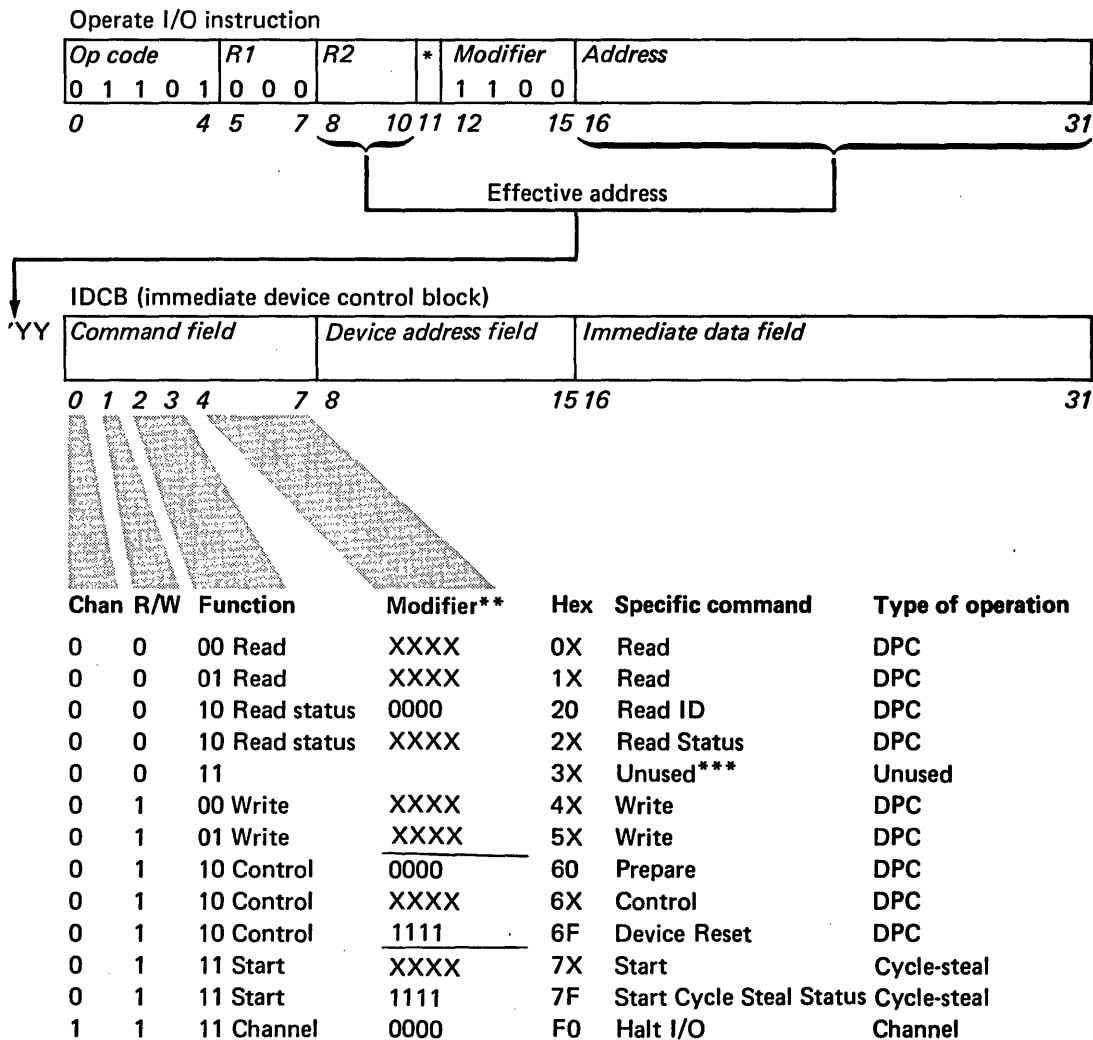 Operate I/O instruction
Op code R1 R2 * Modifier Address
0 1 1 0 1 0 0 0 1 1 0 0
0 4 5 7 8 10 11 12 15 16 31
Effective address
IDCB (immediate device control block)
'YY Command field Device address field Immediate data field
0 1 2 3 4 7 8 15 16 31
Chan R/W Function Modifier** Hex Specific command Type of operation
0 0 00 Read XXXX 0X Read DPC
0 0 01 Read XXXX 1X Read DPC
0 0 10 Read status 0000 20 Read ID DPC
0 0 10 Read status XXXX 2X Read Status DPC
0 0 11 3X Unused*** Unused
0 1 00 Write XXXX 4X Write DPC
0 1 01 Write XXXX 5X Write DPC
0 1 10 Control 0000 60 Prepare DPC
0 1 10 Control XXXX 6X Control DPC
0 1 10 Control 1111 6F Device Reset DPC
0 1 11 Start XXXX 7X Start Cycle-steal
0 1 11 Start 1111 7F Start Cycle Steal Status Cycle-steal
1 1 11 Channel 0000 F0 Halt I/O Channel